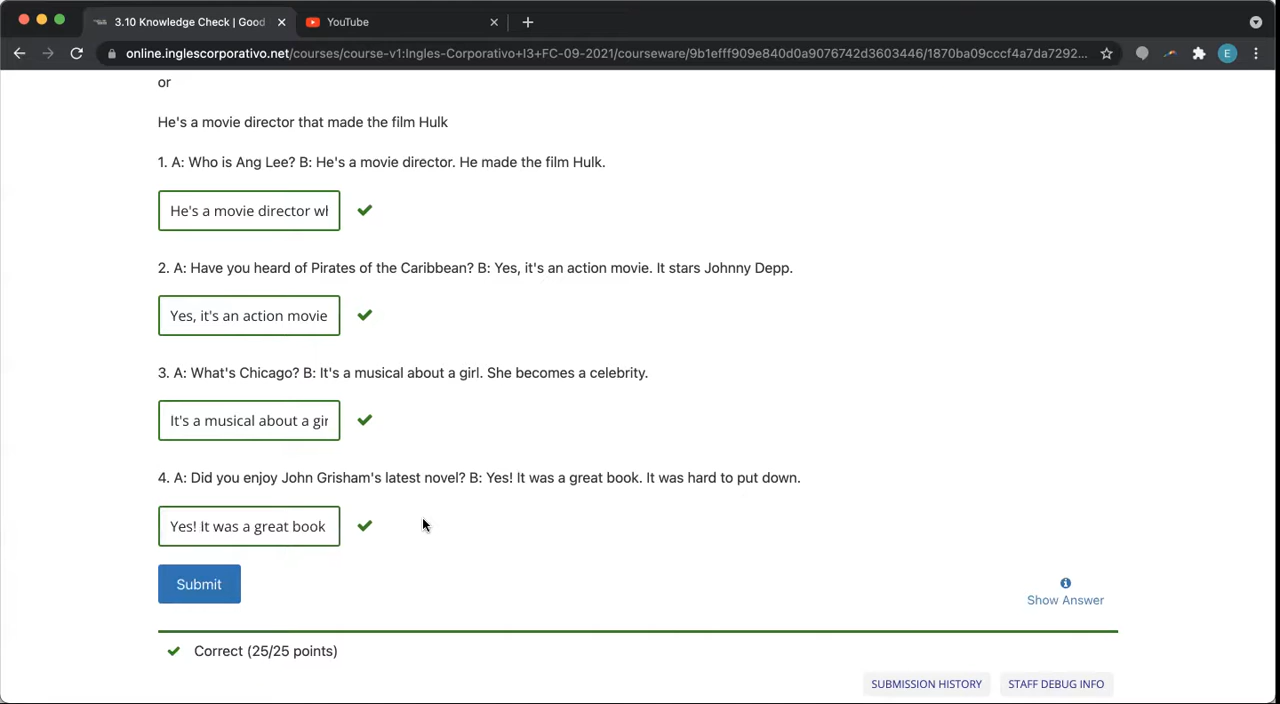 3.10 Knowledge Check | Good
YouTube
online.inglescorporativo.net/courses/course-v1:Ingles-Corporativo+I3+FC-09-2021/courseware/9b1efff909e840d0a9076742d3603446/1870ba09cccf4a7da7292...
E
or
He's a movie director that made the film Hulk
1. A: Who is Ang Lee? B: He's a movie director. He made the film Hulk.
He's a movie director wh
2. A: Have you heard of Pirates of the Caribbean? B: Yes, it's an action movie. It stars Johnny Depp.
Yes, it's an action movie
3. A: What's Chicago? B: It's a musical about a girl. She becomes a celebrity.
It's a musical about a gir
4. A: Did you enjoy John Grisham's latest novel? B: Yes! It was a great book. It was hard to put down.
Yes! It was a great book
Submit
Show Answer
Correct (25/25 points)
SUBMISSION HISTORY
STAFF DEBUG INFO